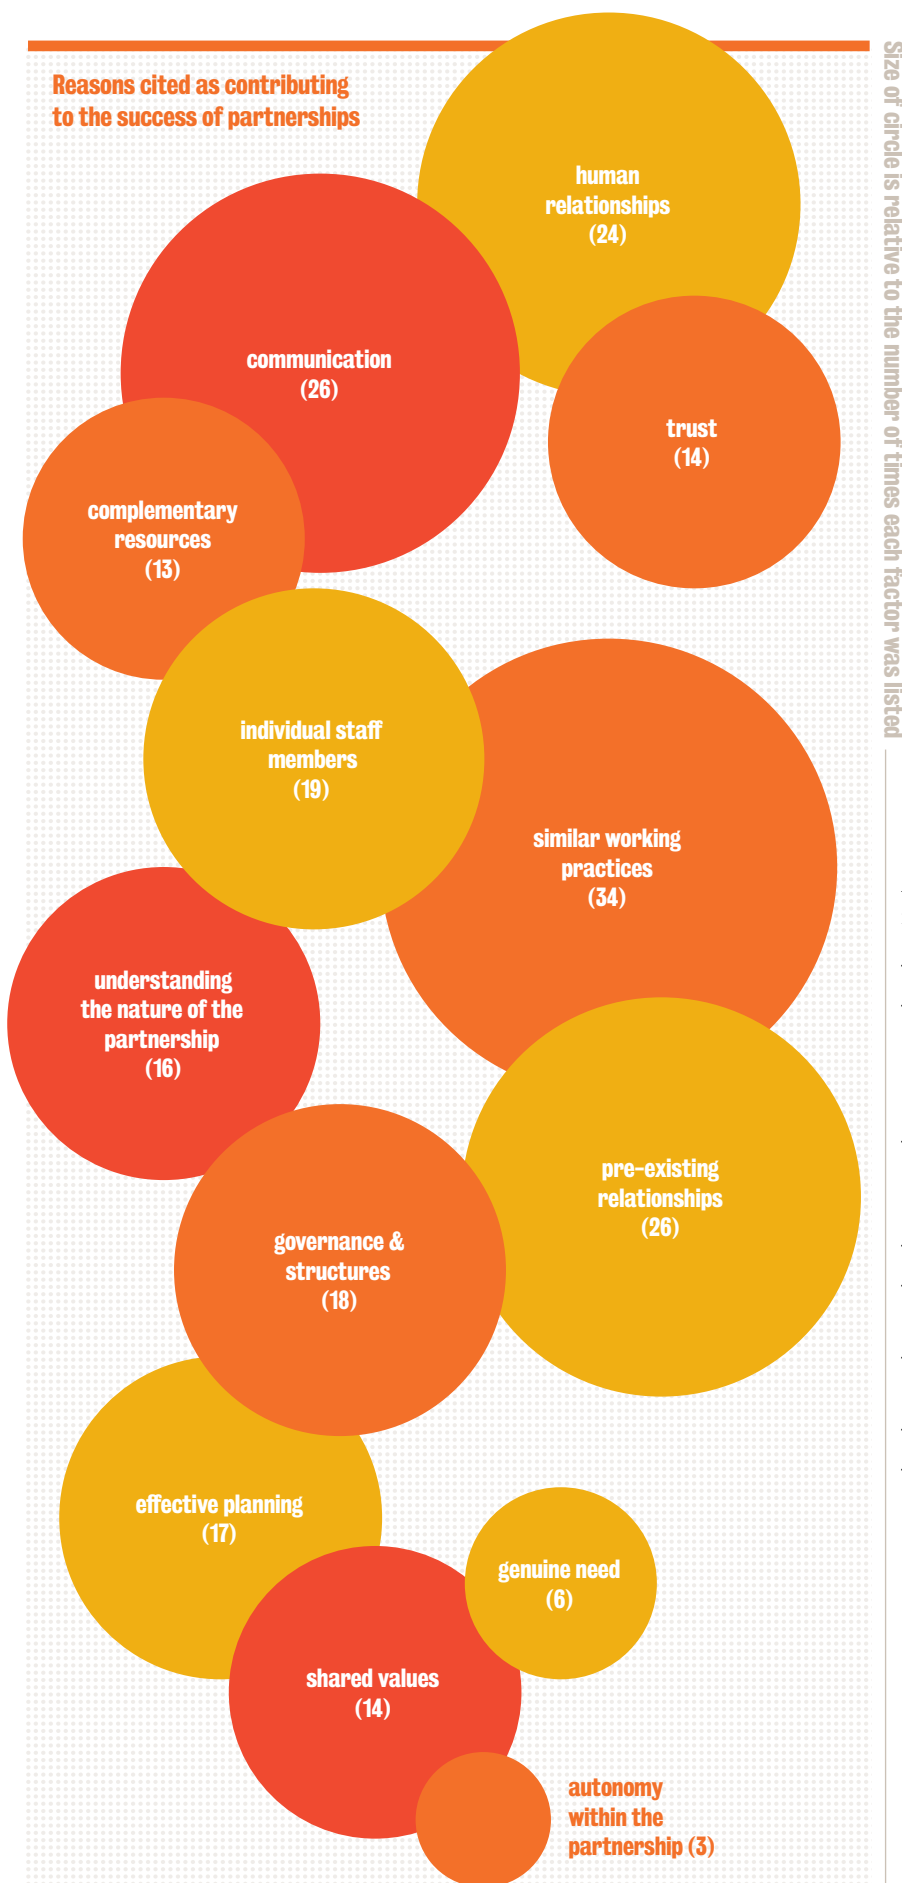 Reasons cited as contributing
to the success of partnerships
Size of circle is relative to the number of times each factor was listed
human
relationships
(24)
communication
(26)
trust
(14)
complementary
resources
(13)
individual staff
members
(19)
similar working
practices
(34)
understanding
the nature of the
partnership
(16)
pre-existing
relationships
(26)
governance &
structures
(18)
effective planning
(17)
genuine need
(6)
shared values
(14)
autonomy
within the
partnership (3)